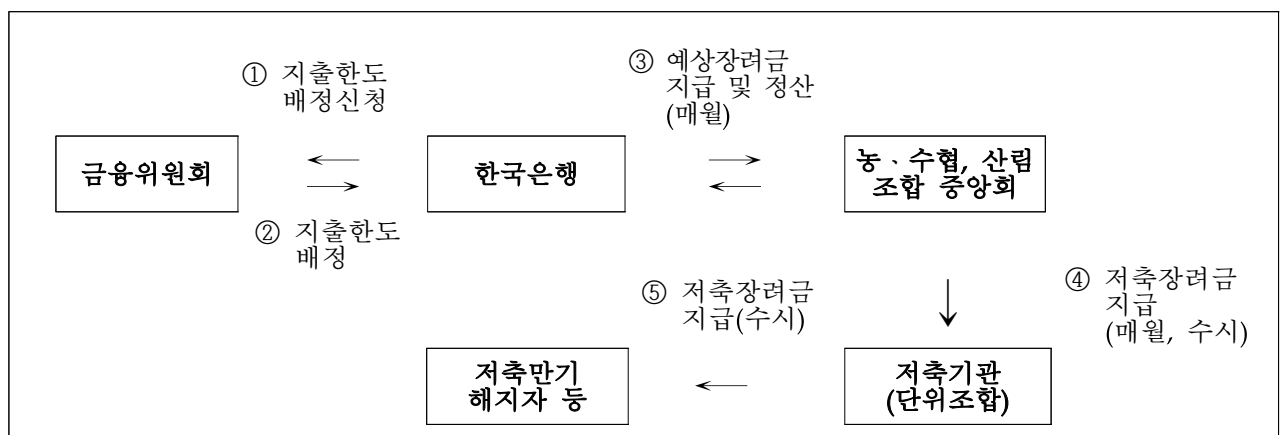 ① 지출한도
배정신청
③ 예상장려금
지급 및 정산
(매월)
금융위원회
한국은행
농ㆍ수협, 산림
조합 중앙회
② 지출한도
배정
⑤ 저축장려금
지급(수시)
④ 저축장려금
지급
(매월, 수시)
저축만기
해지자 등
저축기관
(단위조합)